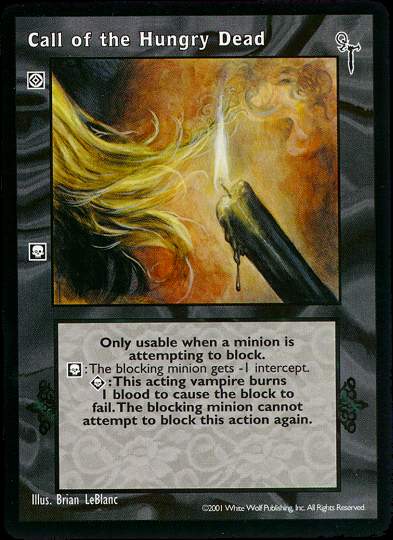 Call of the Hungry Dead
Only usable when a minion is
attempting to block.
:The blocking minion gets -1 intercept.
:This acting vampire burns
1 blood to cause the block to
fail. The blocking minion cannot
attempt to block this action again.
Illus. Brian LeBlanc
©2001 White Wolf Publishing, Inc. All Rights Reserved.